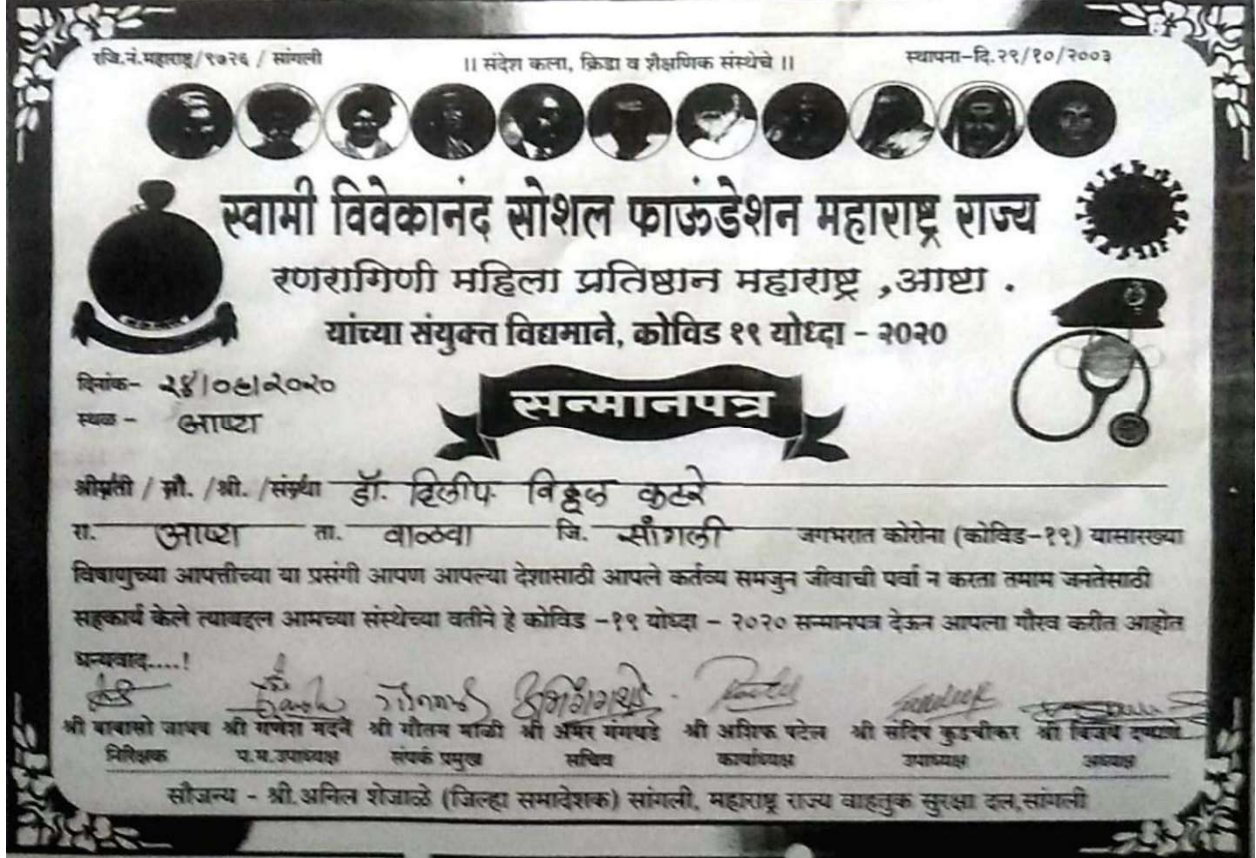 रजि.नं.महाराष्ट्र/१७२६ / सांगली
।। संदेश कला, क्रिडा व शैक्षणिक संस्थेचे ।।
स्थापना-दि.२९/१०/२००३
स्वामी विवेकानंद सोशल फाऊंडेशन महाराष्ट्र राज्य
रणरागिणी महिला प्रतिष्ठान महाराष्ट्र ,आष्टा .
यांच्या संयुक्त विद्यमाने, कोविड १९ योध्दा - २०२०
दिनांक- २४/०७/२०२०
स्थळ - आष्टा
सन्मानपत्र
श्रीमती / सौ. /श्री. /संस्था डॉ. दिलीप विठ्ठल कटरे
रा. आष्टा ता. वाळवा जि. सांगली जगभरात कोरोना (कोविड-१९) यासारख्या
विषाणुच्या आपत्तीच्या या प्रसंगी आपण आपल्या देशासाठी आपले कर्तव्य समजुन जीवाची पर्वा न करता तमाम जनतेसाठी
सहकार्य केले त्याबद्दल आमच्या संस्थेच्या वतीने हे कोविड -१९ योध्दा - २०२० सन्मानपत्र देऊन आपला गौरव करीत आहोत
धन्यवाद....!
श्री बाबासो जाधव श्री गणेश मदने श्री गौतम माळी श्री अमर गंगथडे श्री अशिफ पटेल श्री संदिप कुडचीकर श्री विजय
निरिक्षक प.म.उपाध्यक्ष संपर्क प्रमुख सचिव कार्याध्यक्ष उपाध्यक्ष अध्यक्ष
सौजन्य - श्री.अनिल शेजाळे (जिल्हा समादेशक) सांगली, महाराष्ट्र राज्य वाहतुक सुरक्षा दल,सांगली